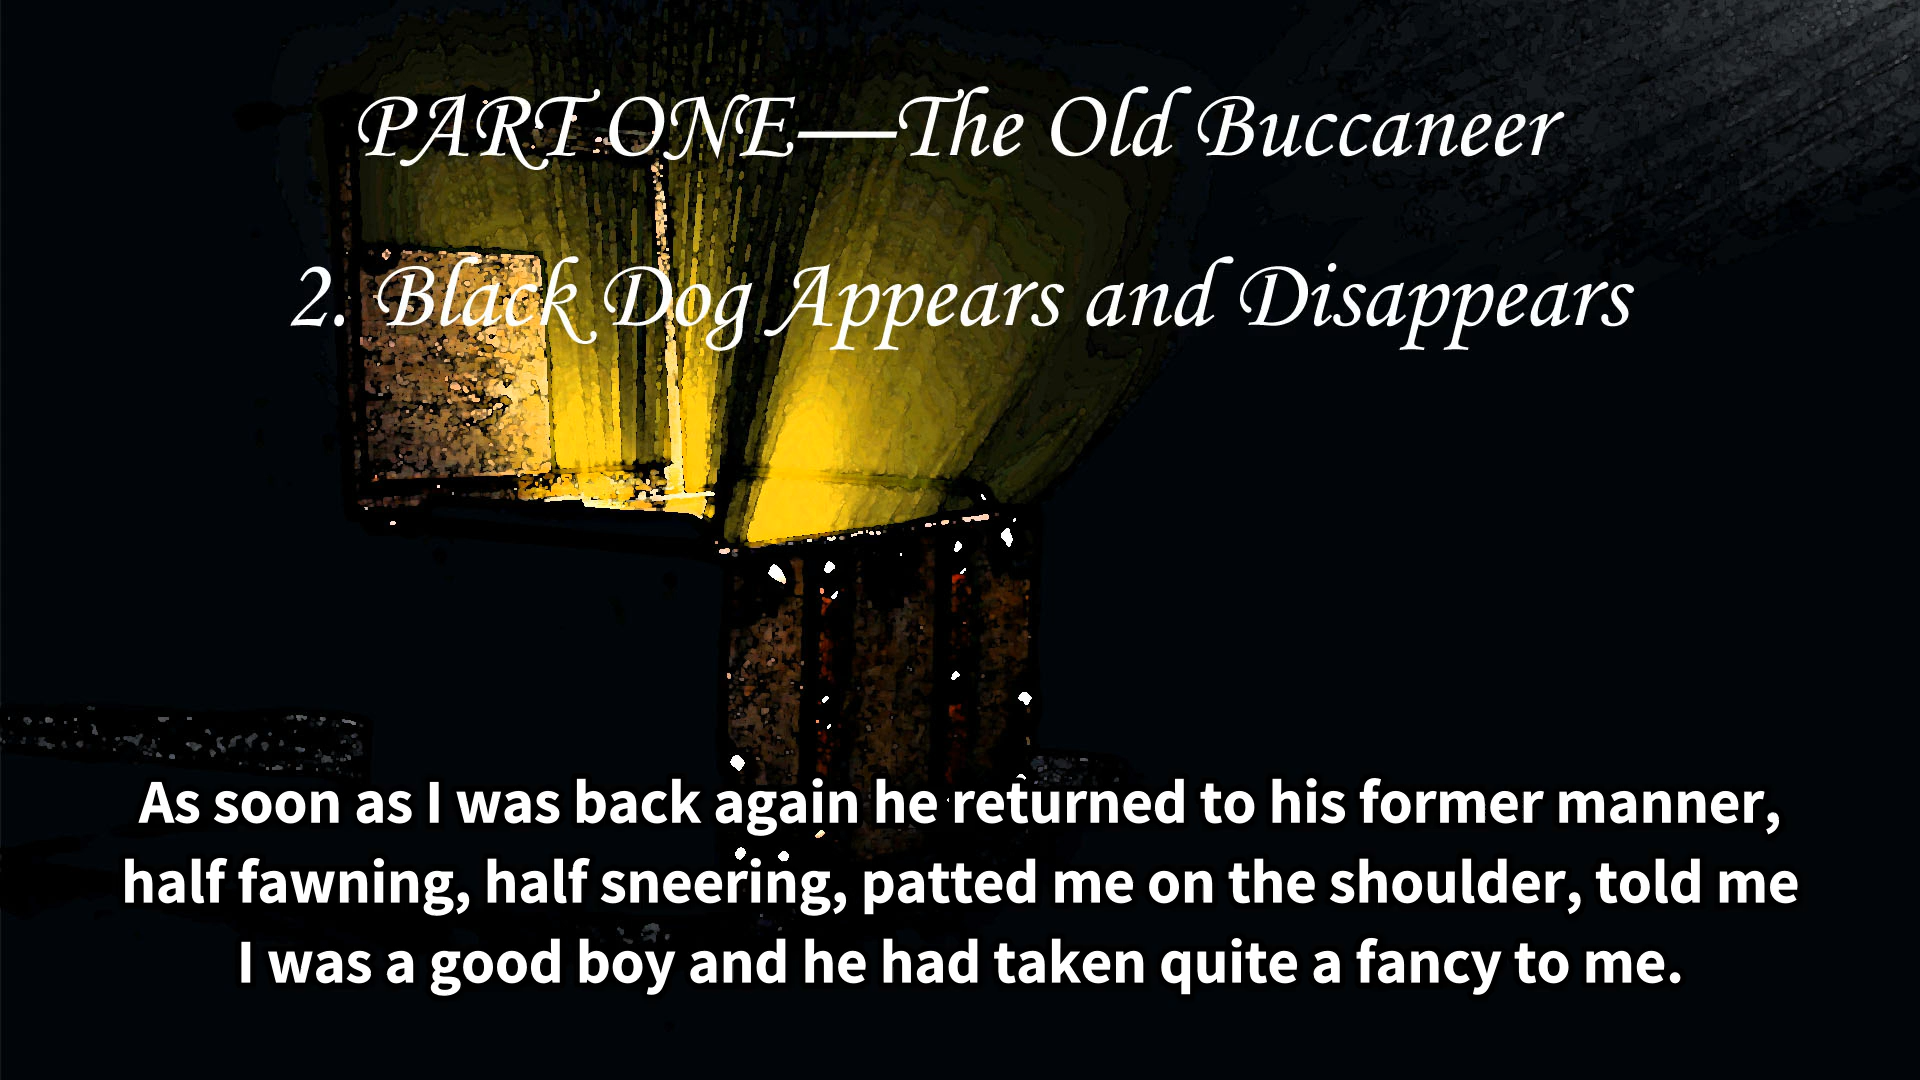 PART ONE—The Old Buccaneer
2. Black Dog Appears and Disappears
As soon as I was back again he returned to his former manner,
half fawning, half sneering, patted me on the shoulder, told me
I was a good boy and he had taken quite a fancy to me.